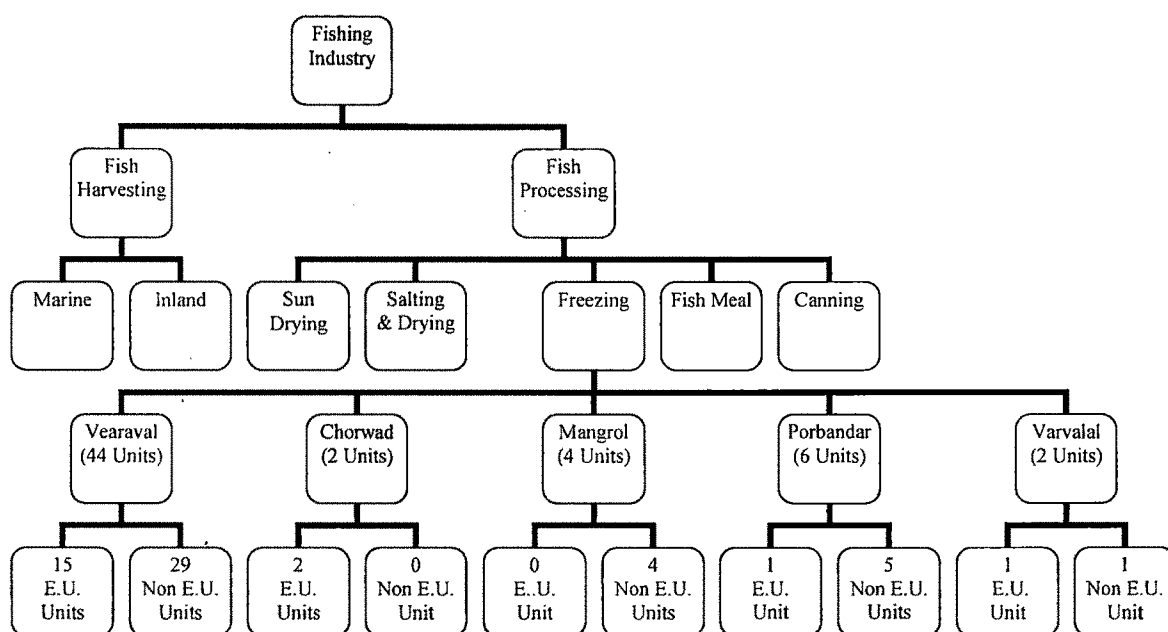 Fishing
Industry
Fish
Harvesting
Fish
Processing
Marine
Inland
Sun
Drying
Salting
& Drying
Freezing
Fish Meal
Canning
Vearaval
(44 Units)
Chorwad
(2 Units)
Mangrol
(4 Units)
Porbandar
(6 Units)
Varvalal
(2 Units)
15
E.U.
Units
29
Non E.U.
Units
2
E.U.
Units
0
Non E.U.
Unit
0
E..U.
Unit
4
Non E.U.
Units
1
E.U.
Unit
5
Non E.U.
Units
1
E.U.
Unit
1
Non E.U.
Unit